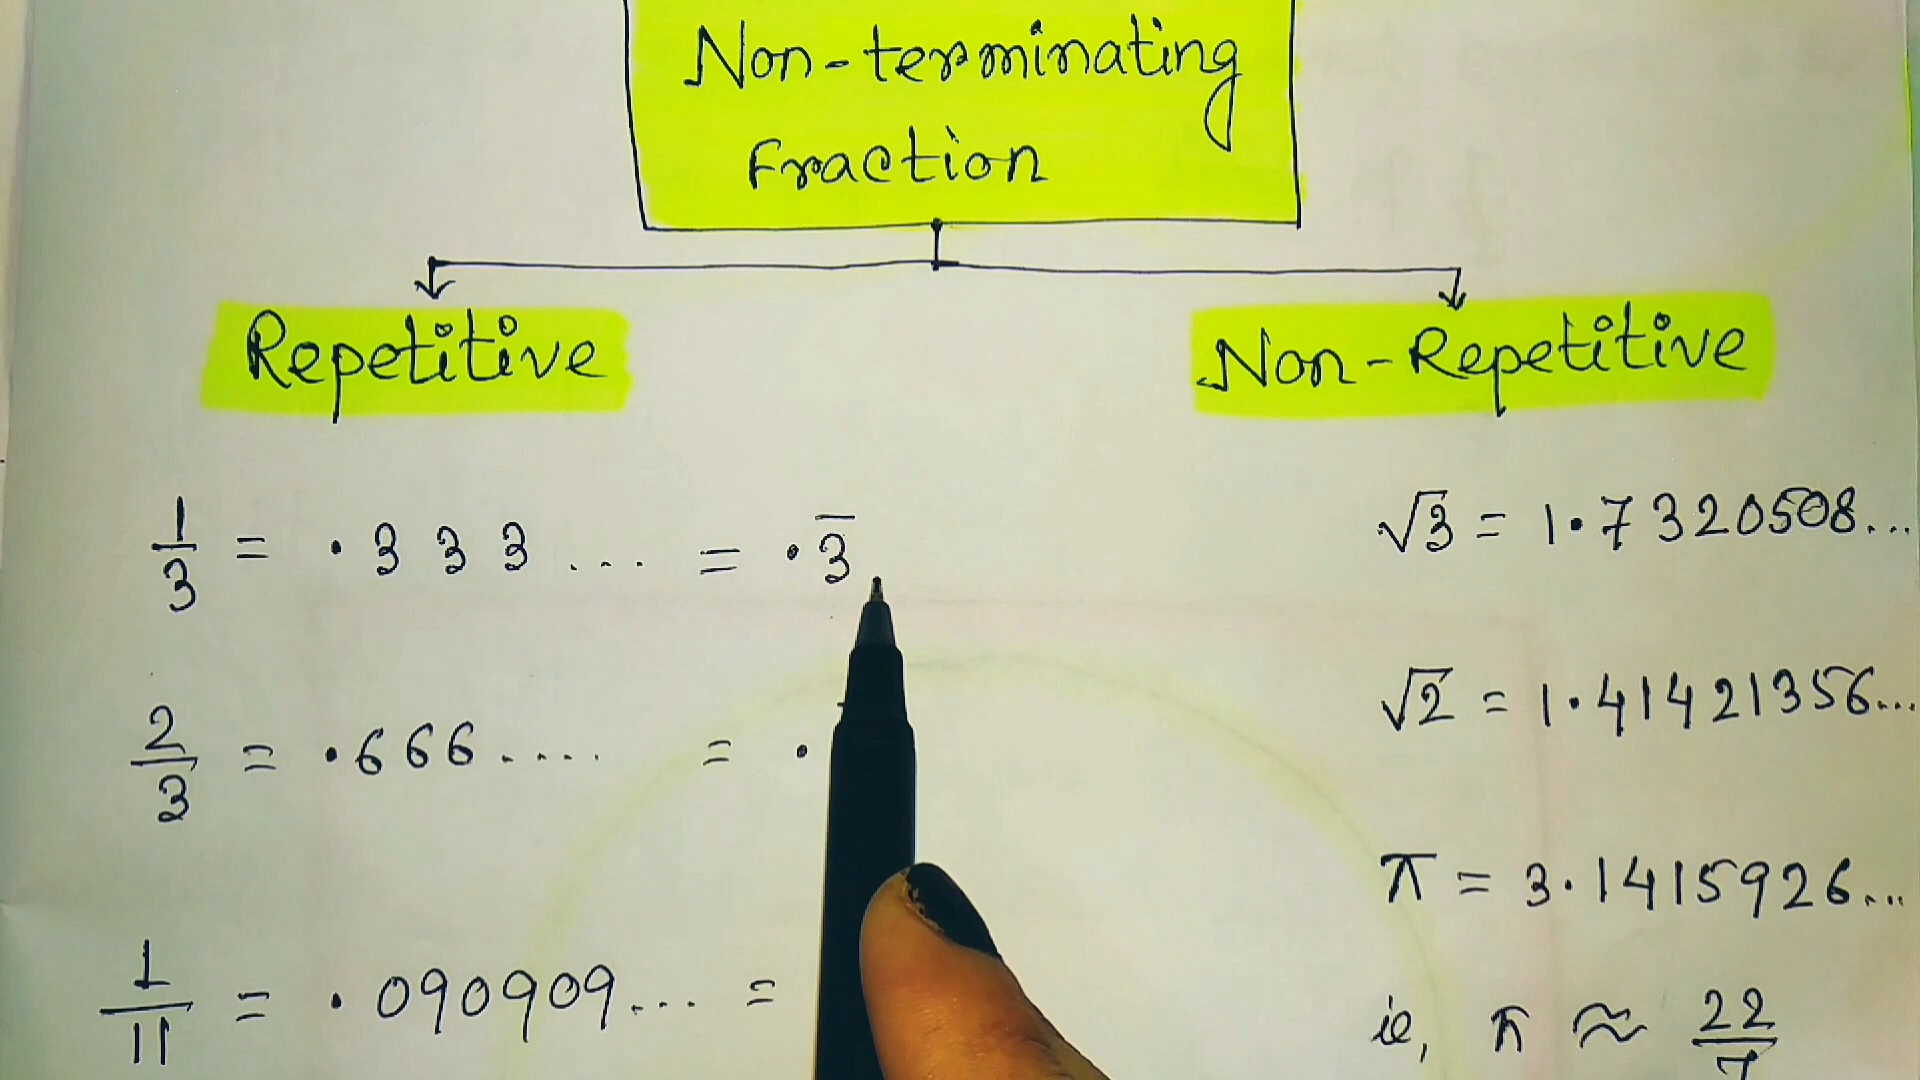 Non-terminating
Fraction
Repetitive
Non-Repetitive
1/3 = .333... = .3̅
2/3 = .666.... = .
1/11 = .090909... =
√3 = 1.7320508...
√2 = 1.41421356...
π = 3.1415926...
ie, π ≈ 22/7